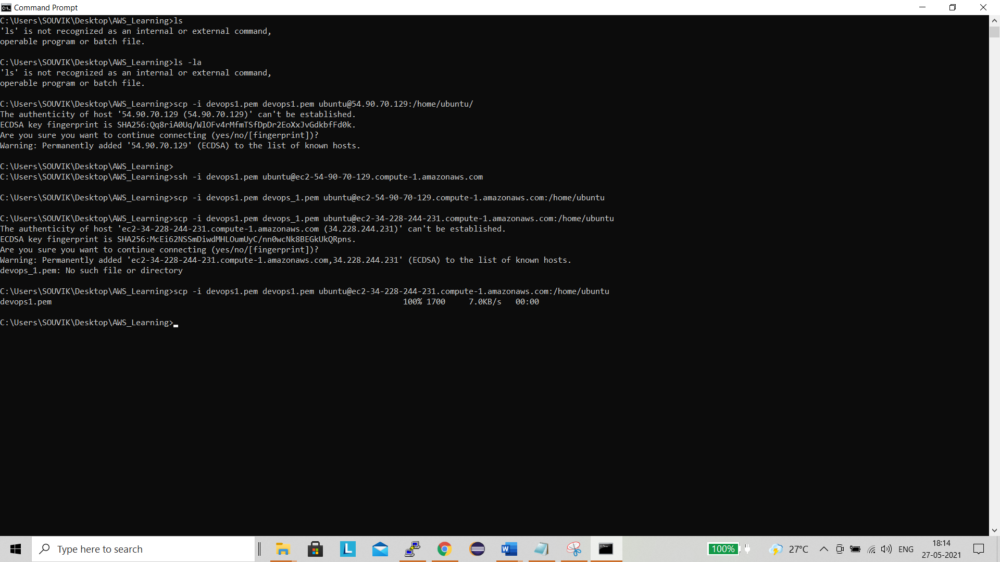 Command Prompt
C:\Users\SOUVIK\Desktop\AWS_Learning>ls
'ls' is not recognized as an internal or external command,
operable program or batch file.
C:\Users\SOUVIK\Desktop\AWS_Learning>ls -la
'ls' is not recognized as an internal or external command,
operable program or batch file.
C:\Users\SOUVIK\Desktop\AWS_Learning>scp -i devops1.pem devops1.pem ubuntu@54.90.70.129:/home/ubuntu/
The authenticity of host '54.90.70.129 (54.90.70.129)' can't be established.
ECDSA key fingerprint is SHA256:Qq8riA0Uq/WlOFv4rMfmTSfDpDr2EoXxJvGdkbfFd0k.
Are you sure you want to continue connecting (yes/no/[fingerprint])?
Warning: Permanently added '54.90.70.129' (ECDSA) to the list of known hosts.
C:\Users\SOUVIK\Desktop\AWS_Learning>
C:\Users\SOUVIK\Desktop\AWS_Learning>ssh -i devops1.pem ubuntu@ec2-54-90-70-129.compute-1.amazonaws.com
C:\Users\SOUVIK\Desktop\AWS_Learning>scp -i devops1.pem devops_1.pem ubuntu@ec2-54-90-70-129.compute-1.amazonaws.com:/home/ubuntu
C:\Users\SOUVIK\Desktop\AWS_Learning>scp -i devops1.pem devops_1.pem ubuntu@ec2-34-228-244-231.compute-1.amazonaws.com:/home/ubuntu
The authenticity of host 'ec2-34-228-244-231.compute-1.amazonaws.com (34.228.244.231)' can't be established.
ECDSA key fingerprint is SHA256:McEi62NSSmDiwdMHLOumUyC/nn0wcNk8BEGkUkQRpns.
Are you sure you want to continue connecting (yes/no/[fingerprint])?
Warning: Permanently added 'ec2-34-228-244-231.compute-1.amazonaws.com,34.228.244.231' (ECDSA) to the list of known hosts.
devops_1.pem: No such file or directory
C:\Users\SOUVIK\Desktop\AWS_Learning>scp -i devops1.pem devops1.pem ubuntu@ec2-34-228-244-231.compute-1.amazonaws.com:/home/ubuntu
devops1.pem 100% 1700 7.0KB/s 00:00
C:\Users\SOUVIK\Desktop\AWS_Learning>
Type here to search
100%
27°C
ENG
18:14
27-05-2021